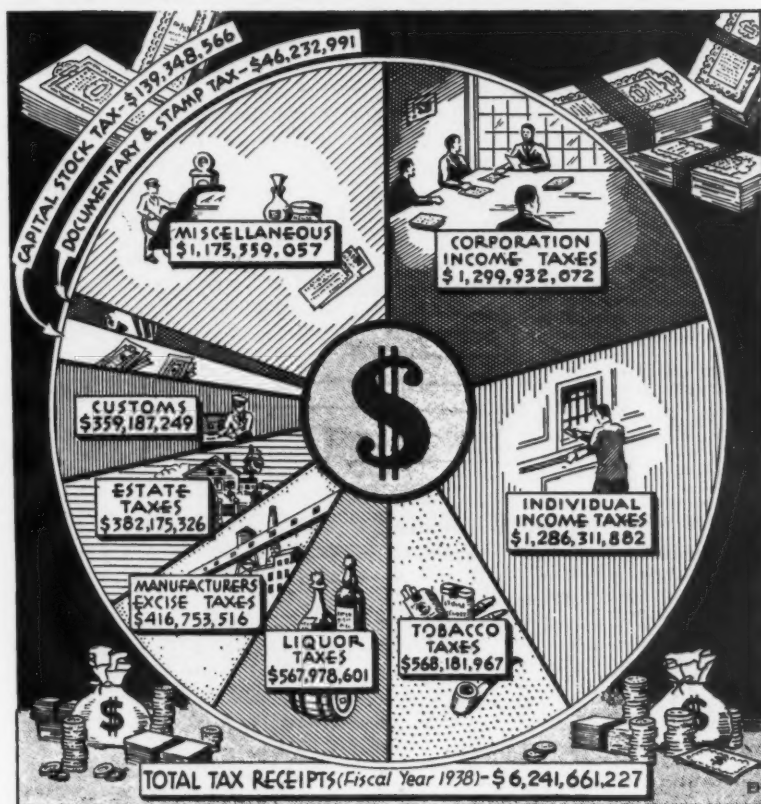 CAPITAL STOCK TAX-$139,348,566
DOCUMENTARY & STAMP TAX-$46,232,991
MISCELLANEOUS
$1,175,559,057
CORPORATION
INCOME TAXES
$1,299,932,072
$
CUSTOMS
$359,187,249
ESTATE
TAXES
$382,175,326
INDIVIDUAL
INCOME TAXES
$1,286,311,882
MANUFACTURERS
EXCISE TAXES
$416,753,516
LIQUOR
TAXES
$567,978,601
TOBACCO
TAXES
$568,181,967
$
$
TOTAL TAX RECEIPTS (Fiscal Year 1938)-$6,241,661,227